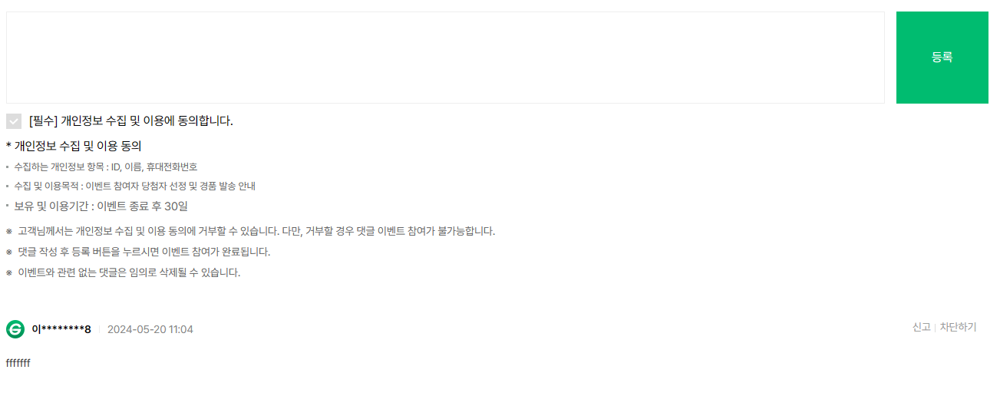 등록
[필수] 개인정보 수집 및 이용에 동의합니다.
* 개인정보 수집 및 이용 동의
수집하는 개인정보 항목 : ID, 이름, 휴대전화번호
수집 및 이용목적 : 이벤트 참여자 당첨자 선정 및 경품 발송 안내
보유 및 이용기간 : 이벤트 종료 후 30일
※ 고객님께서는 개인정보 수집 및 이용 동의에 거부할 수 있습니다. 다만, 거부할 경우 댓글 이벤트 참여가 불가능합니다.
※ 댓글 작성 후 등록 버튼을 누르시면 이벤트 참여가 완료됩니다.
※ 이벤트와 관련 없는 댓글은 임의로 삭제될 수 있습니다.
이********8 | 2024-05-20 11:04 신고 | 차단하기
fffffff